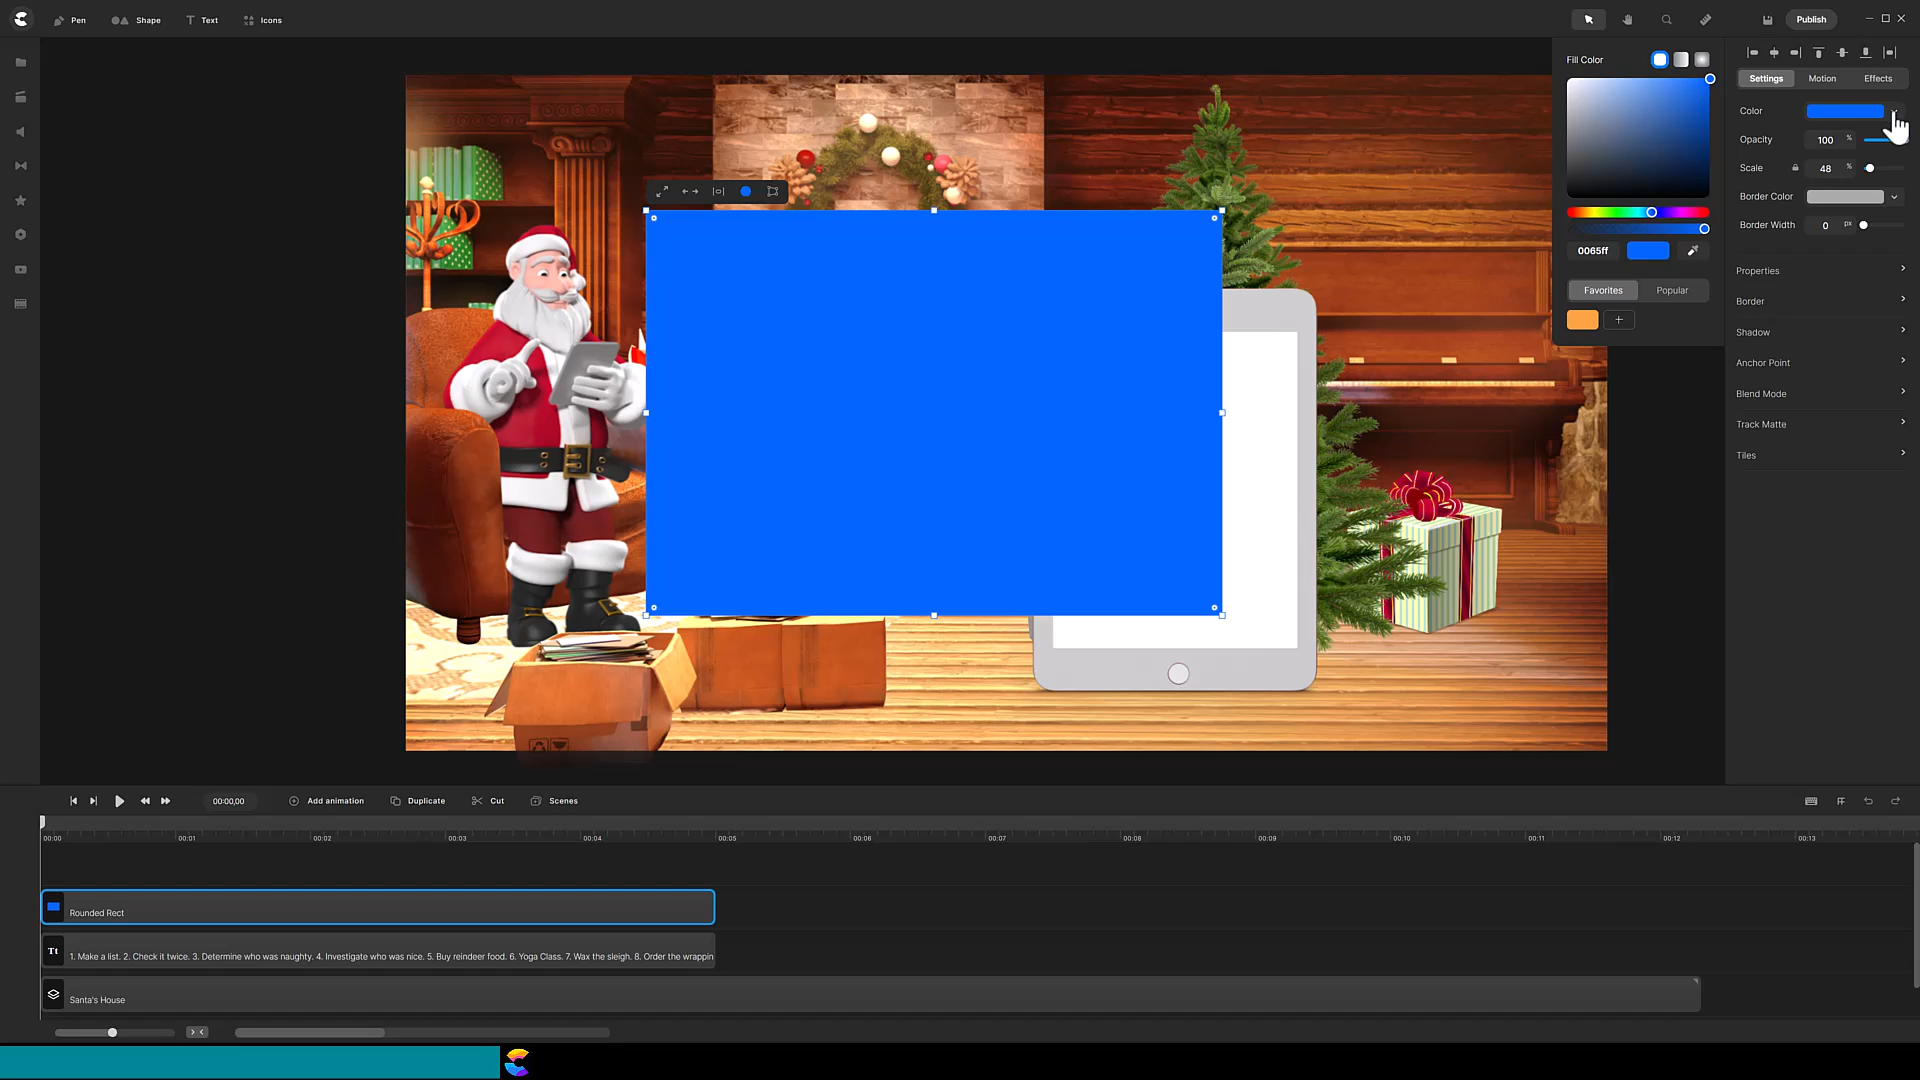 Pen Shape Text Icons Publish
Fill Color
Settings Motion Effects
Color
Opacity 100 %
Scale 48 %
Border Color
Border Width 0 px
0065ff
Favorites Popular
Properties
Border
Shadow
Anchor Point
Blend Mode
Track Matte
Tiles
00:00,00 Add animation Duplicate Cut Scenes
00:00 00:01 00:02 00:03 00:04 00:05 00:06 00:07 00:08 00:09 00:10 00:11 00:12 00:13
Rounded Rect
Tt 1. Make a list. 2. Check it twice. 3. Determine who was naughty. 4. Investigate who was nice. 5. Buy reindeer food. 6. Yoga Class. 7. Wax the sleigh. 8. Order the wrappin
Santa's House